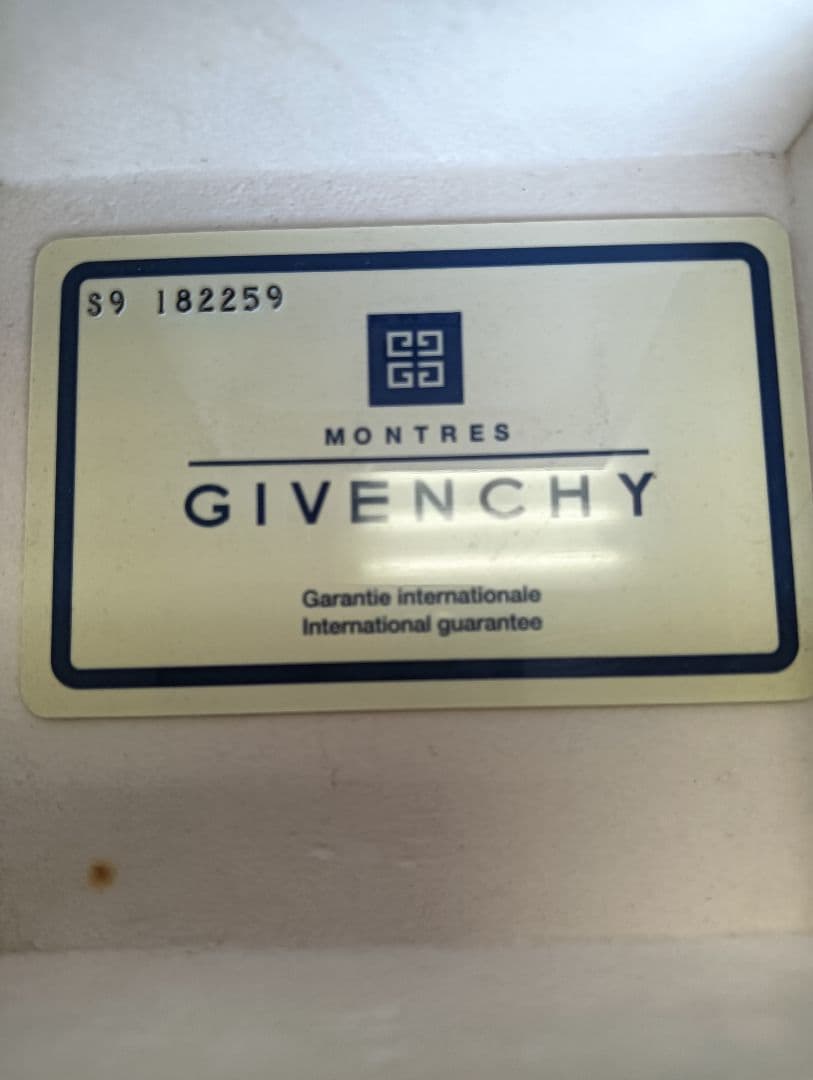 S9 182259
MONTRES
GIVENCHY
Garantie internationale
International guarantee